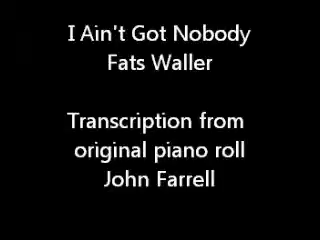 I Ain't Got Nobody
Fats Waller
Transcription from
original piano roll
John Farrell